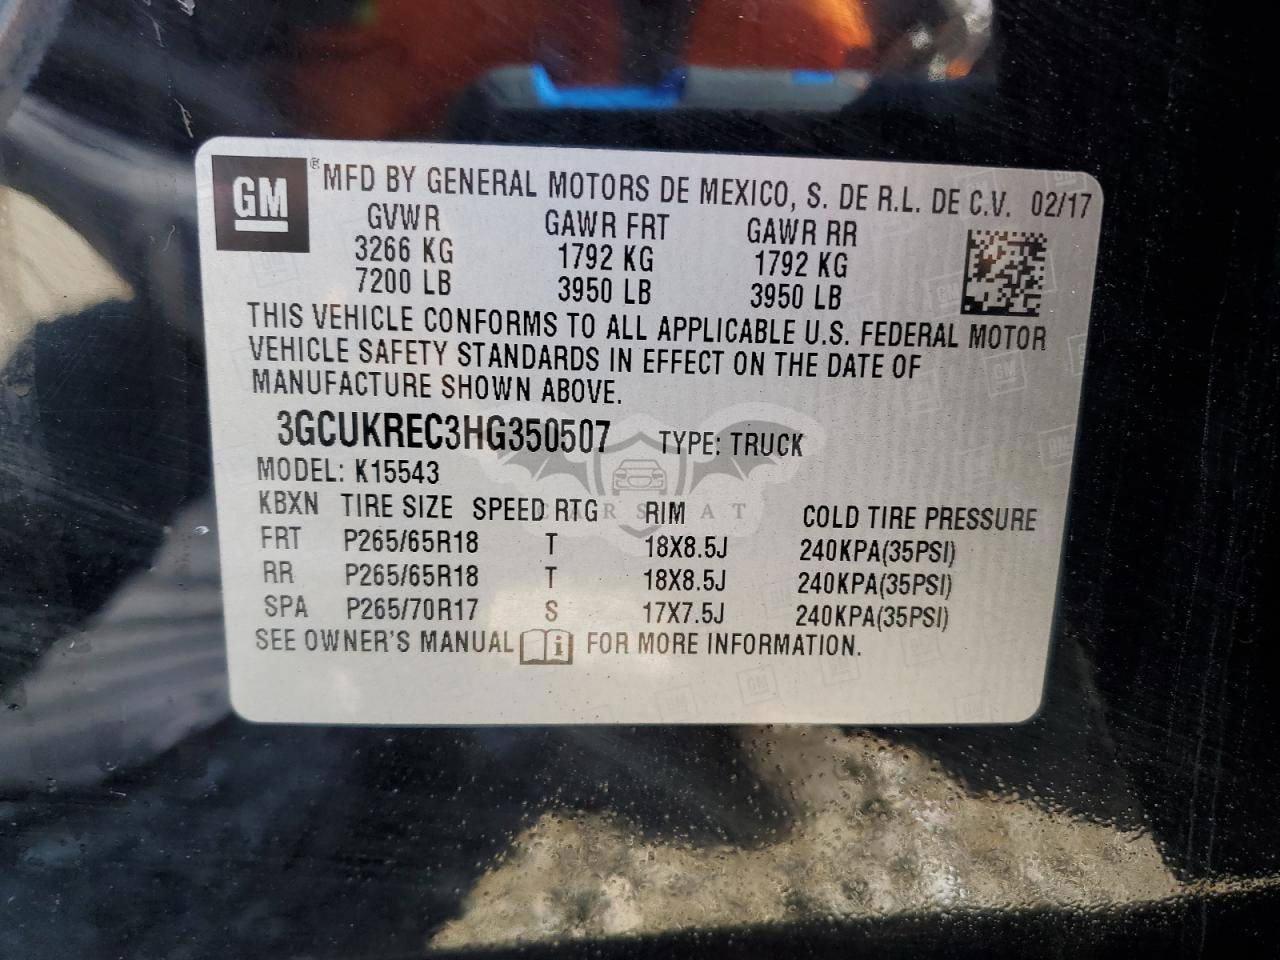 GM ® MFD BY GENERAL MOTORS DE MEXICO, S. DE R.L. DE C.V. 02/17
GVWR GAWR FRT GAWR RR
3266 KG 1792 KG 1792 KG
7200 LB 3950 LB 3950 LB
THIS VEHICLE CONFORMS TO ALL APPLICABLE U.S. FEDERAL MOTOR
VEHICLE SAFETY STANDARDS IN EFFECT ON THE DATE OF
MANUFACTURE SHOWN ABOVE.
3GCUKREC3HG350507 TYPE: TRUCK
MODEL: K15543
KBXN TIRE SIZE SPEED RTG RIM COLD TIRE PRESSURE
FRT P265/65R18 T 18X8.5J 240KPA(35PSI)
RR P265/65R18 T 18X8.5J 240KPA(35PSI)
SPA P265/70R17 S 17X7.5J 240KPA(35PSI)
SEE OWNER'S MANUAL FOR MORE INFORMATION.